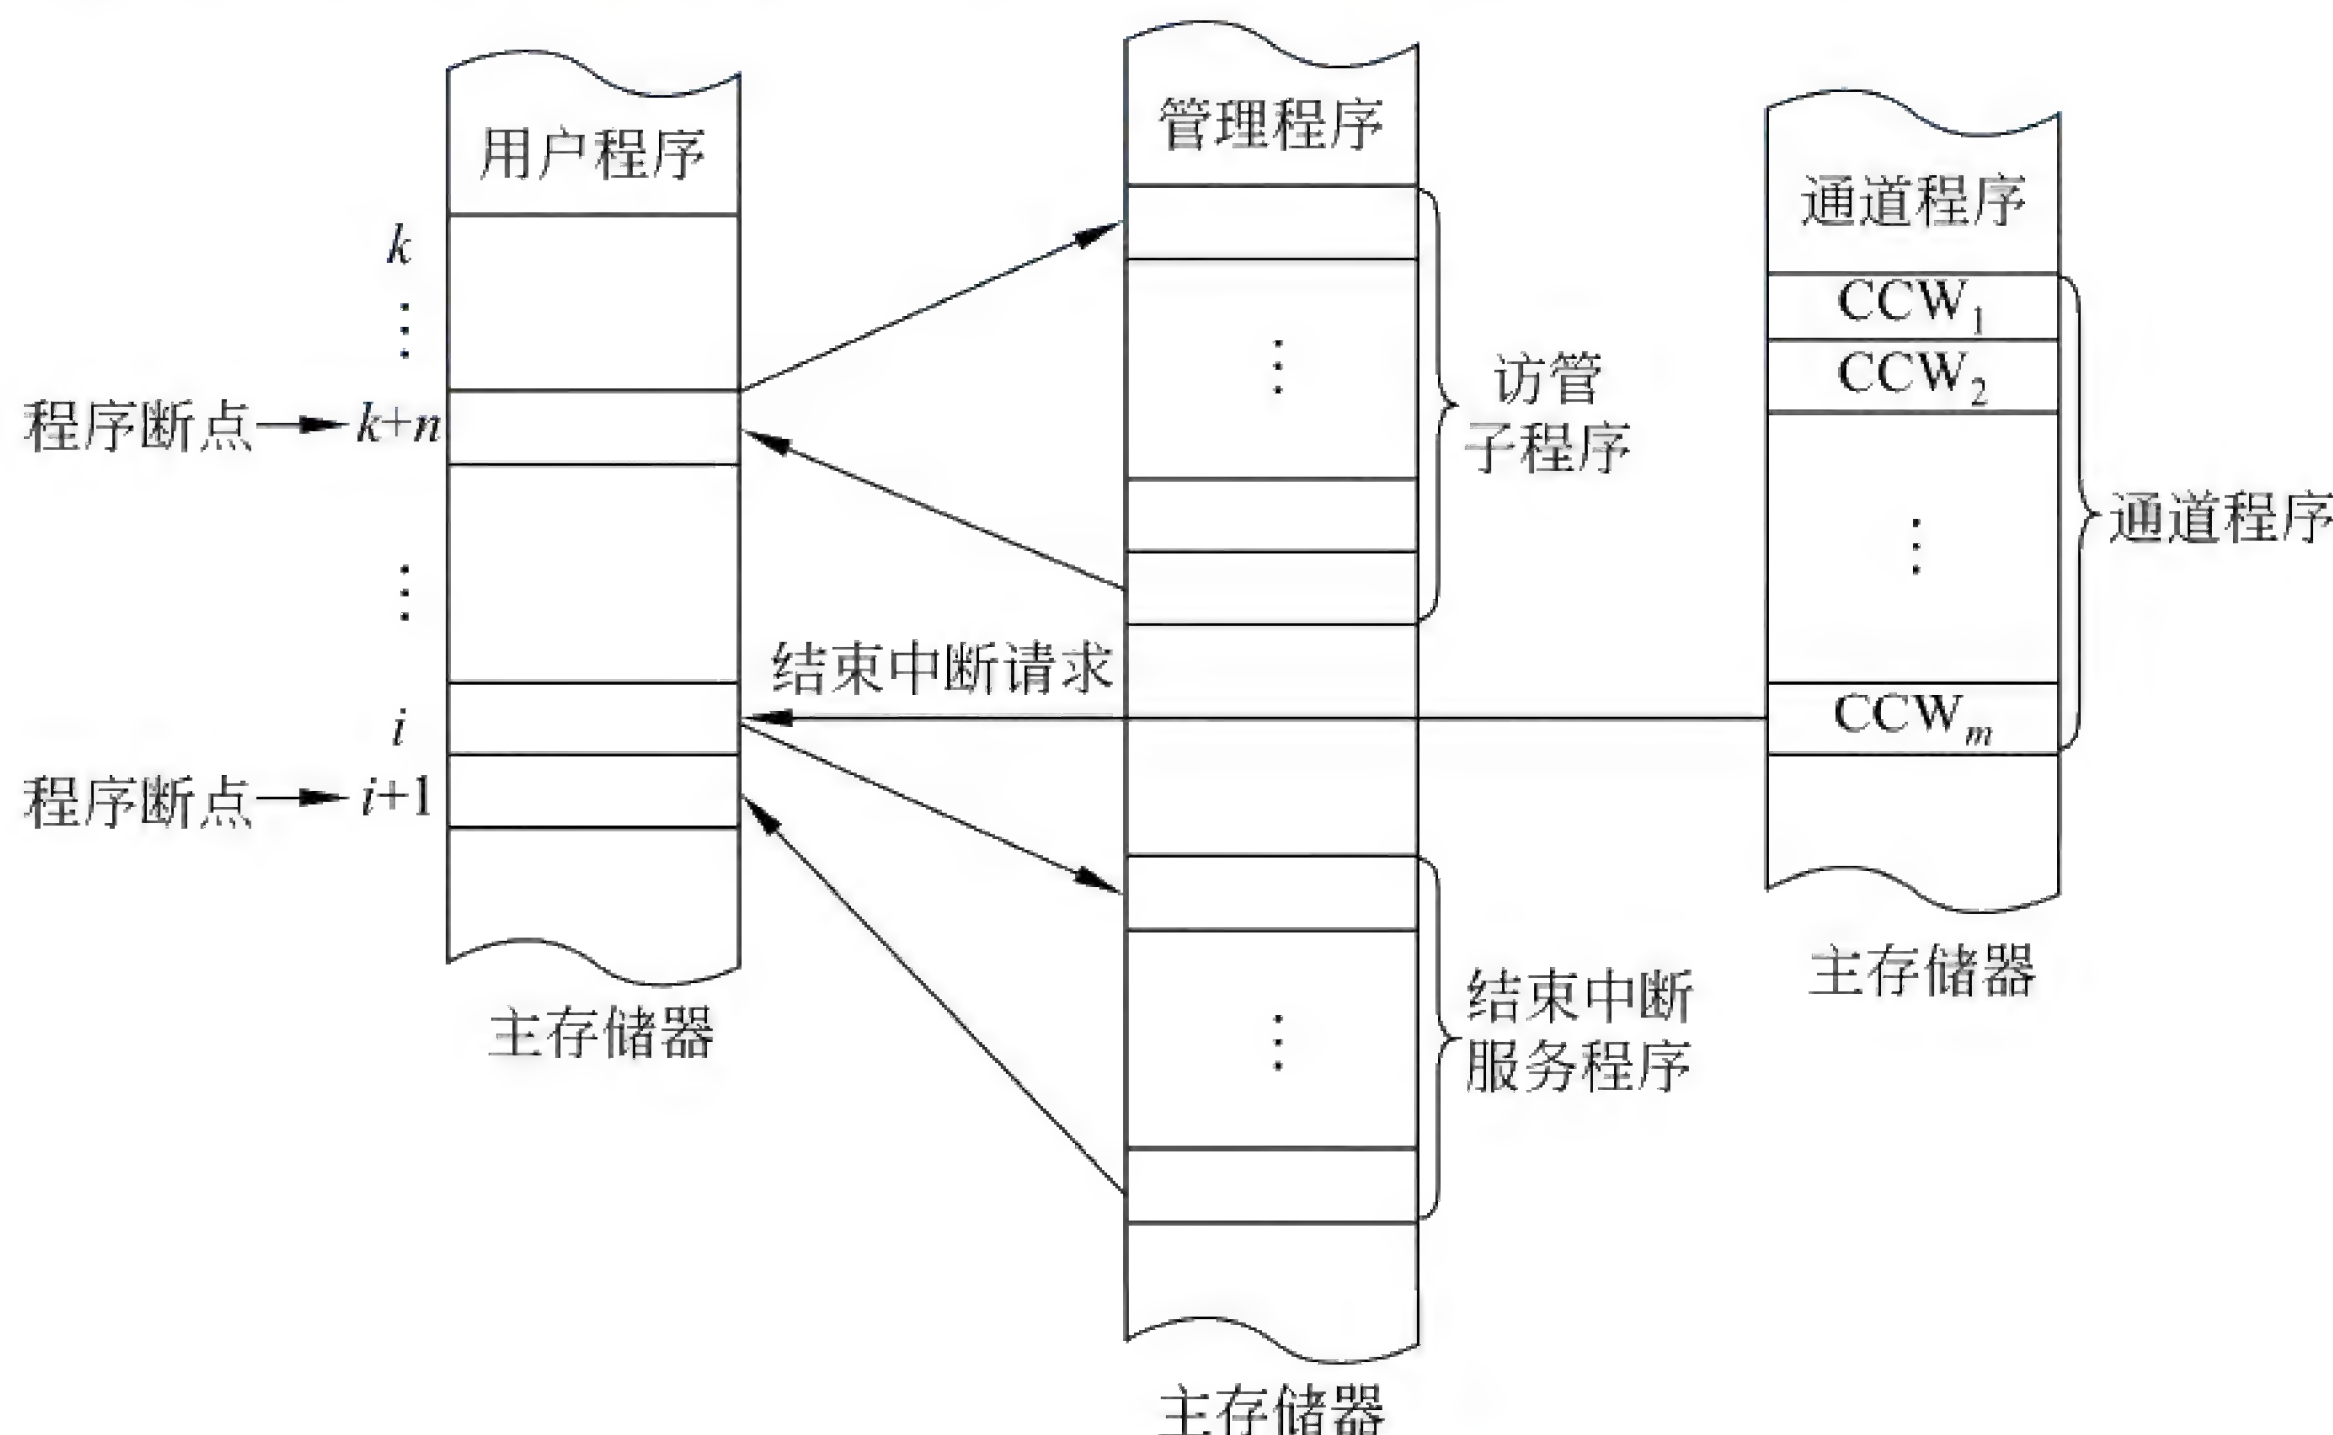 用户程序
k
⋮
程序断点
k+n
⋮
i
程序断点
i+1
主存储器
管理程序
⋮
访管
子程序
结束中断请求
⋮
结束中断
服务程序
主存储器
通道程序
CCW₁
CCW₂
⋮
CCWₘ
通道程序
主存储器